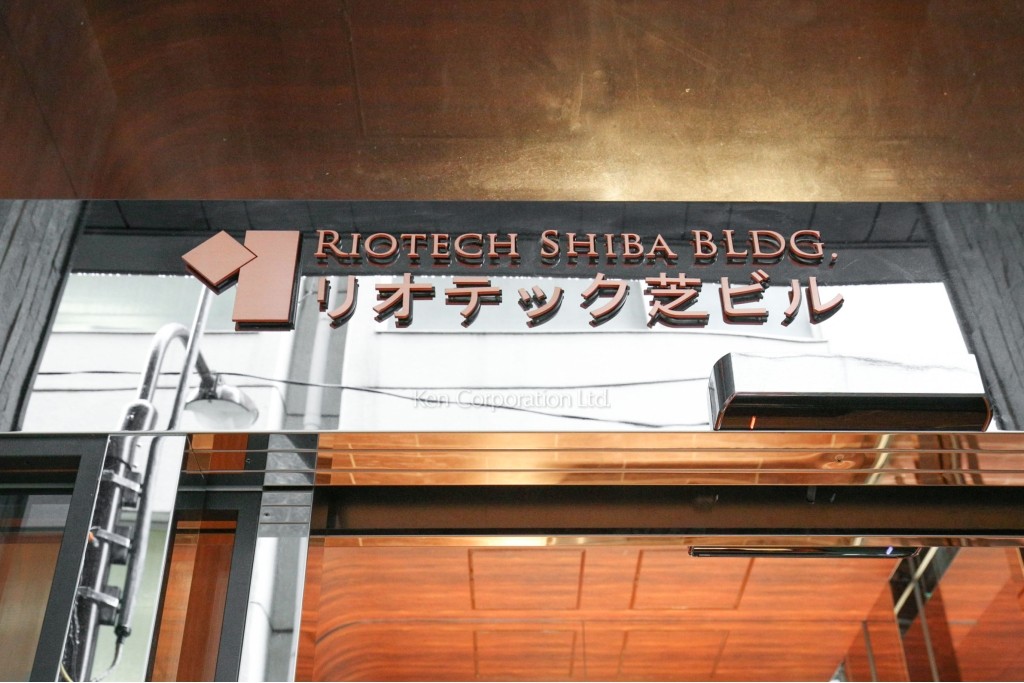 RIOTECH SHIBA BLDG.
リオテック芝ビル
Ken Corporation Ltd.